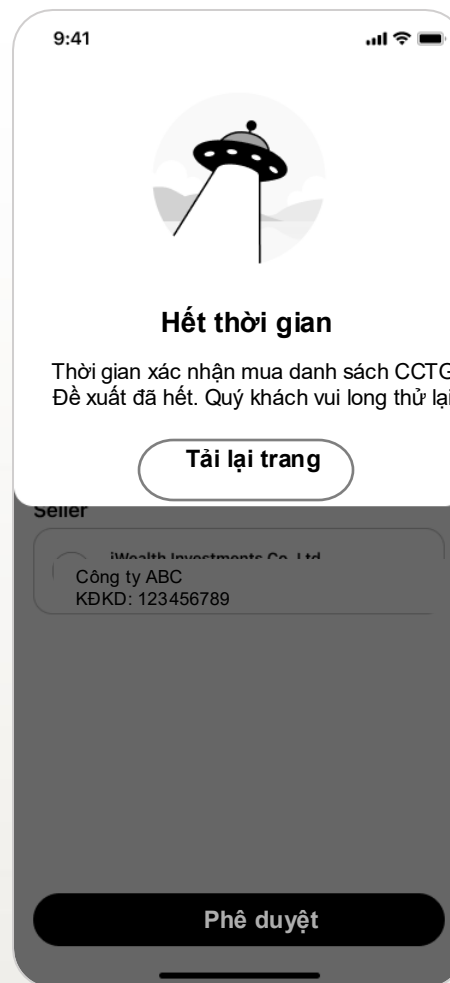 9:41
Hết thời gian
Thời gian xác nhận mua danh sách CCTG
Đề xuất đã hết. Quý khách vui long thử lại
Tải lại trang
Seller
iWealth Investments Co. Ltd
Công ty ABC
KĐKD: 123456789
Phê duyệt